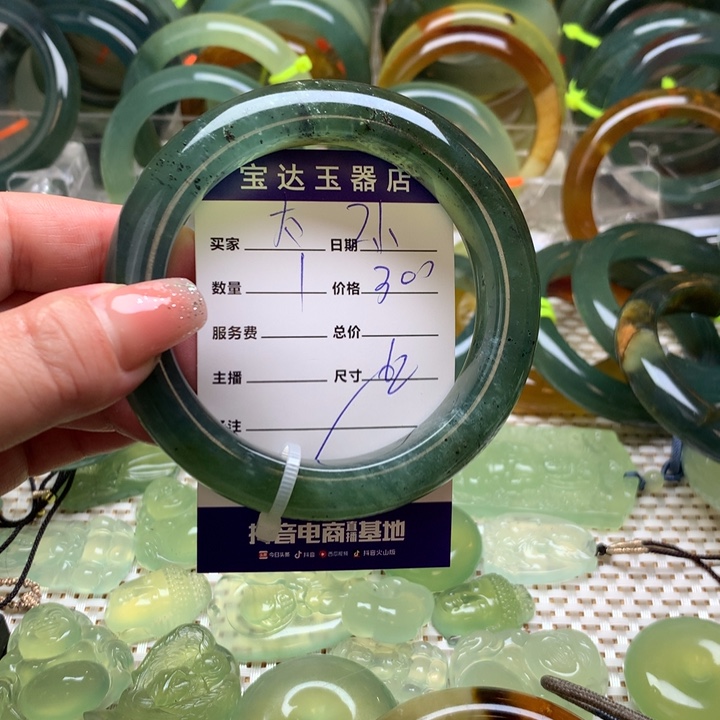 宝达玉器店
买家 日期
数量 1 价格 300
服务费 总价
主播 尺寸 62
备注
抖音电商直播基地
今日头条 抖音 西瓜视频 抖音火山版